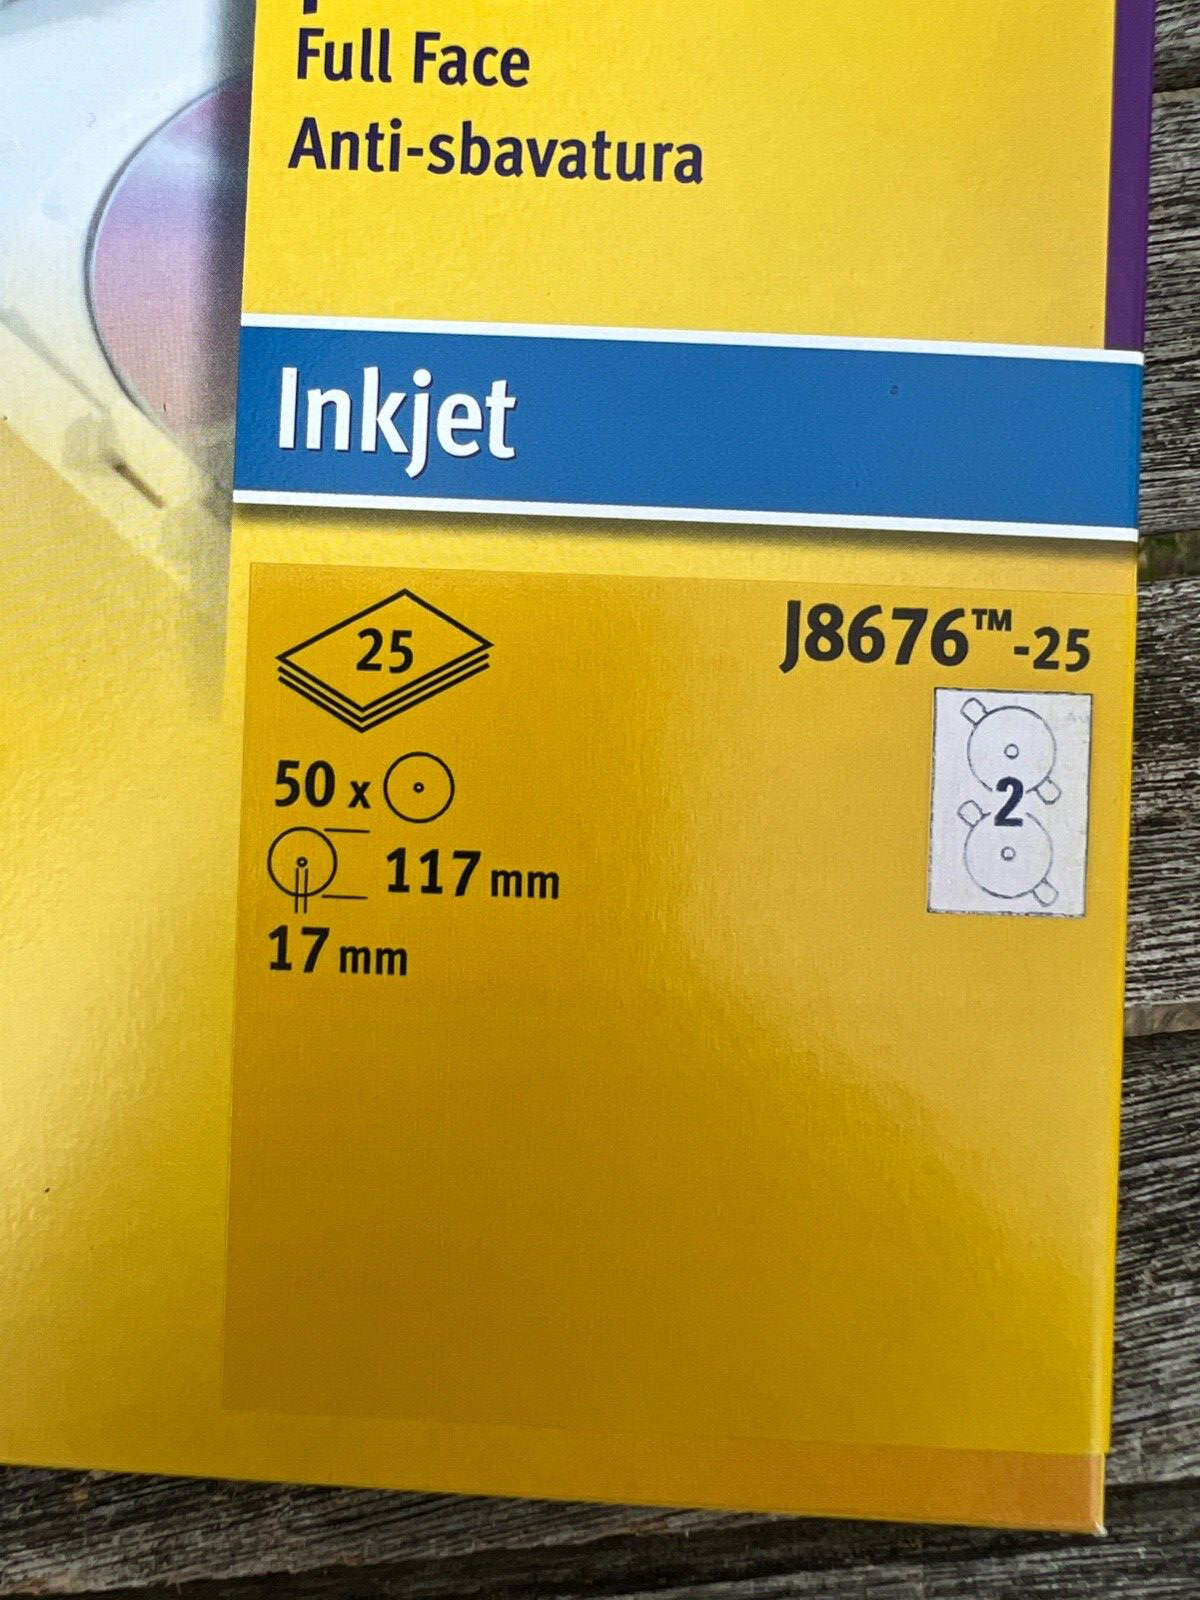 Full Face
Anti-sbavatura
Inkjet
25
J8676™-25
50 x
2
117 mm
17 mm